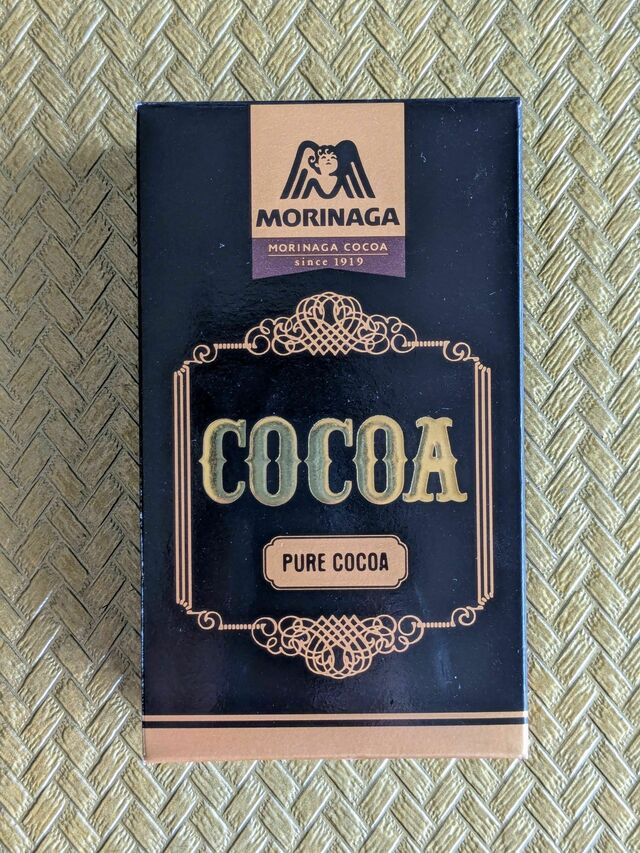 MORINAGA
MORINAGA COCOA
since 1919
COCOA
PURE COCOA